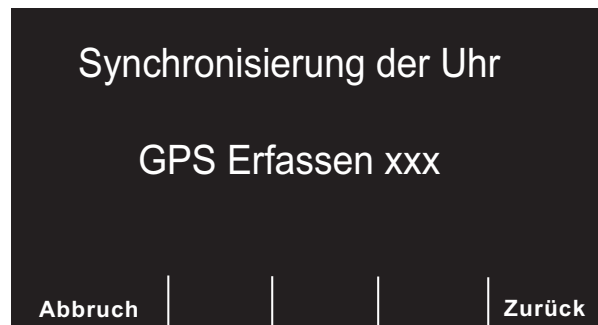 Synchronisierung der Uhr
GPS Erfassen xxx
Abbruch Zurück